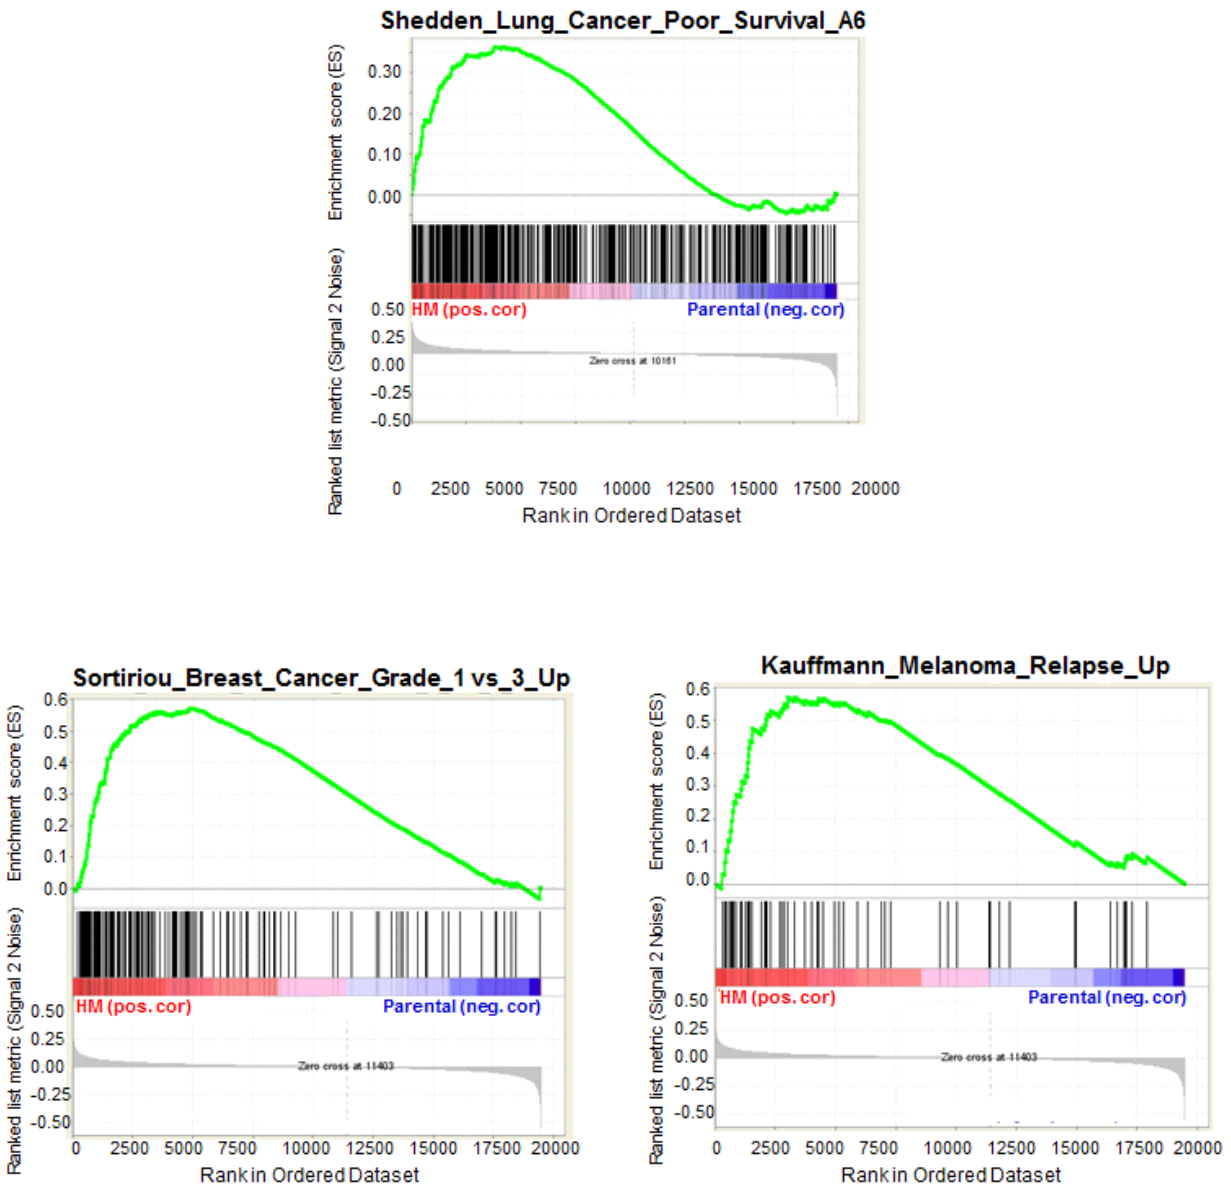 Shedden_Lung_Cancer_Poor_Survival_A6
Enrichment score (ES)
0.30
0.20
0.10
0.00
Ranked list metric (Signal 2 Noise)
HM (pos. cor)
Parental (neg. cor)
0.50
0.25
0.00
-0.25
-0.50
Zero cross at 10161
0 2500 5000 7500 10000 12500 15000 17500 20000
Rank in Ordered Dataset
Sortiriou_Breast_Cancer_Grade_1 vs_3_Up
Enrichment score (ES)
0.6
0.5
0.4
0.3
0.2
0.1
0.0
Ranked list metric (Signal 2 Noise)
HM (pos. cor)
Parental (neg. cor)
0.50
0.25
0.00
-0.25
-0.50
Zero cross at 11403
0 2500 5000 7500 10000 12500 15000 17500 20000
Rank in Ordered Dataset
Kauffmann_Melanoma_Relapse_Up
Enrichment score (ES)
0.6
0.5
0.4
0.3
0.2
0.1
0.0
Ranked list metric (Signal 2 Noise)
HM (pos. cor)
Parental (neg. cor)
0.50
0.25
0.00
-0.25
-0.50
Zero cross at 11403
0 2500 5000 7500 10000 12500 15000 17500 20000
Rank in Ordered Dataset